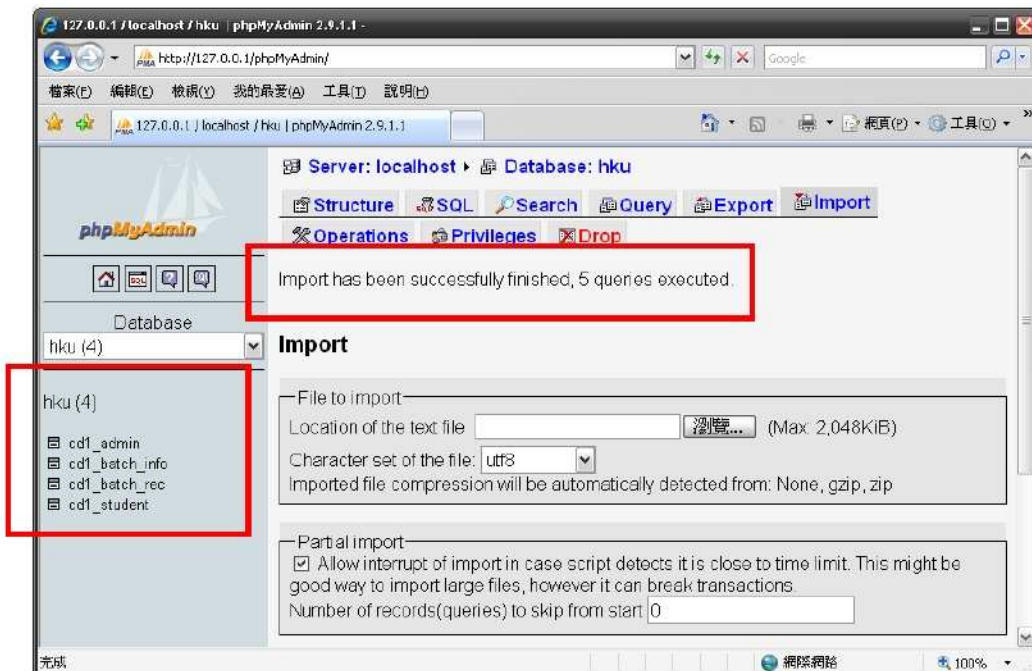 127.0.0.1 / localhost / hku | phpMyAdmin 2.9.1.1 -
http://127.0.0.1/phpMyAdmin/
Google
檔案(F) 編輯(E) 檢視(V) 我的最愛(A) 工具(T) 說明(H)
127.0.0.1 | localhost / hku | phpMyAdmin 2.9.1.1
網頁(P) 工具(O)
phpMyAdmin
SQL
Database
hku (4)
hku (4)
cd1_admin
cd1_batch_info
cd1_batch_rec
cd1_student
Server: localhost Database: hku
Structure SQL Search Query Export Import
Operations Privileges Drop
Import has been successfully finished, 5 queries executed.
Import
File to import
Location of the text file 瀏覽... (Max: 2,048KiB)
Character set of the file: utf8
Imported file compression will be automatically detected from: None, gzip, zip
Partial import
Allow interrupt of import in case script detects it is close to time limit. This might be
good way to import large files, however it can break transactions.
Number of records(queries) to skip from start 0
完成 網際網路 100%